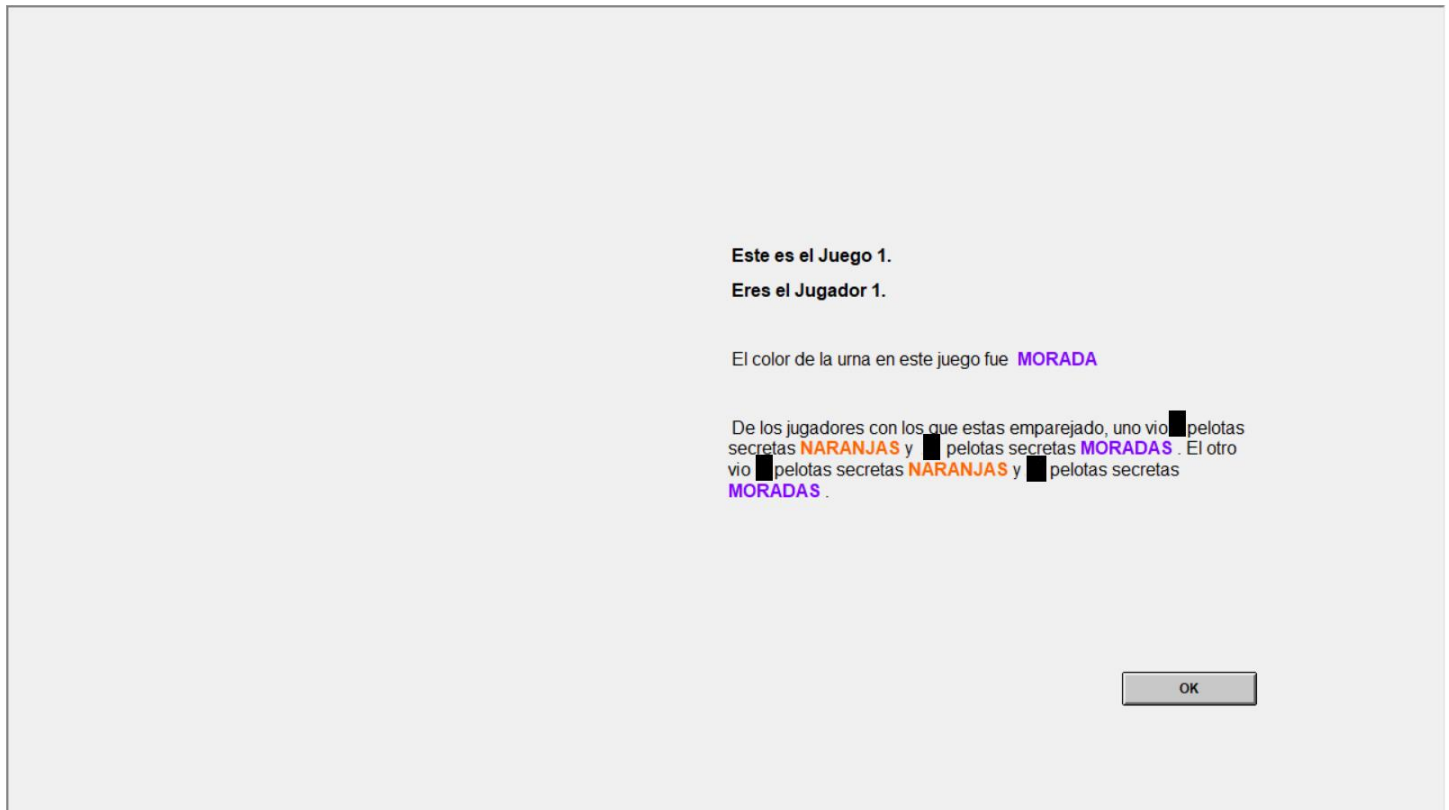 Este es el Juego 1.
Eres el Jugador 1.
El color de la urna en este juego fue MORADA
De los jugadores con los que estas emparejado, uno vio pelotas
secretas NARANJAS y pelotas secretas MORADAS . El otro
vio pelotas secretas NARANJAS y pelotas secretas
MORADAS .
OK